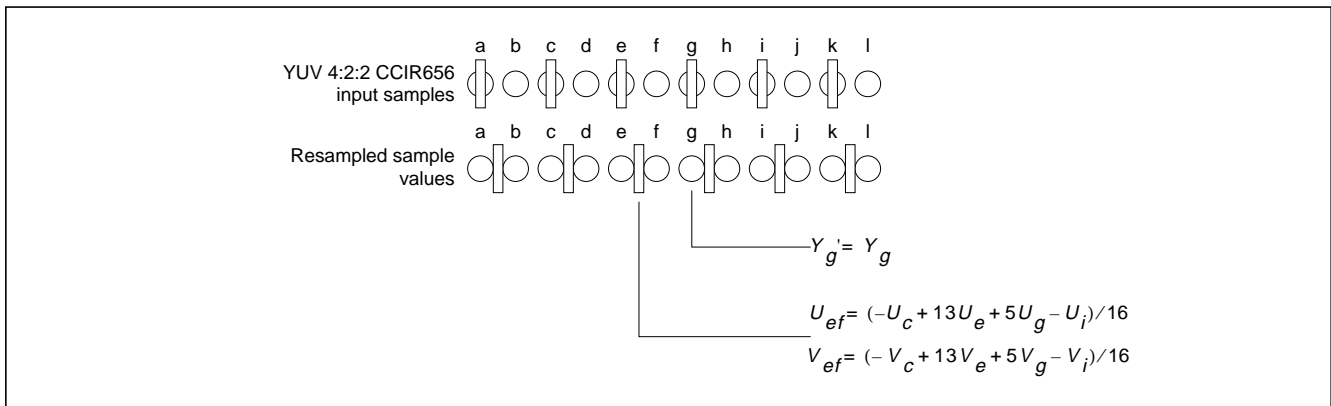 a b c d e f g h i j k l
YUV 4:2:2 CCIR656
input samples
a b c d e f g h i j k l
Resampled sample
values
Y_g'= Y_g
U_ef= (–U_c+13U_e+5U_g–U_i)/16
V_ef= (–V_c+13V_e+5V_g–V_i)/16